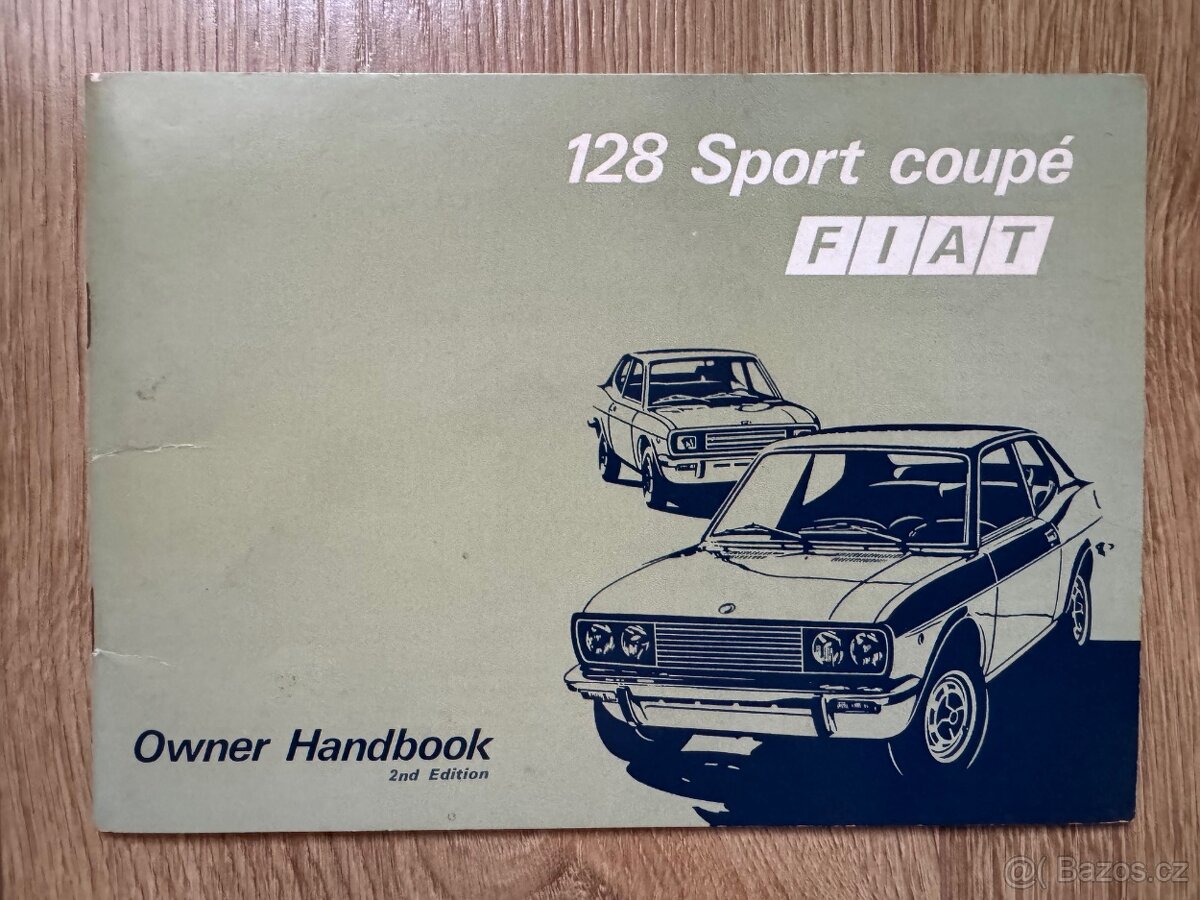 128 Sport coupé
FIAT
Owner Handbook
2nd Edition
@( Bazos.cz